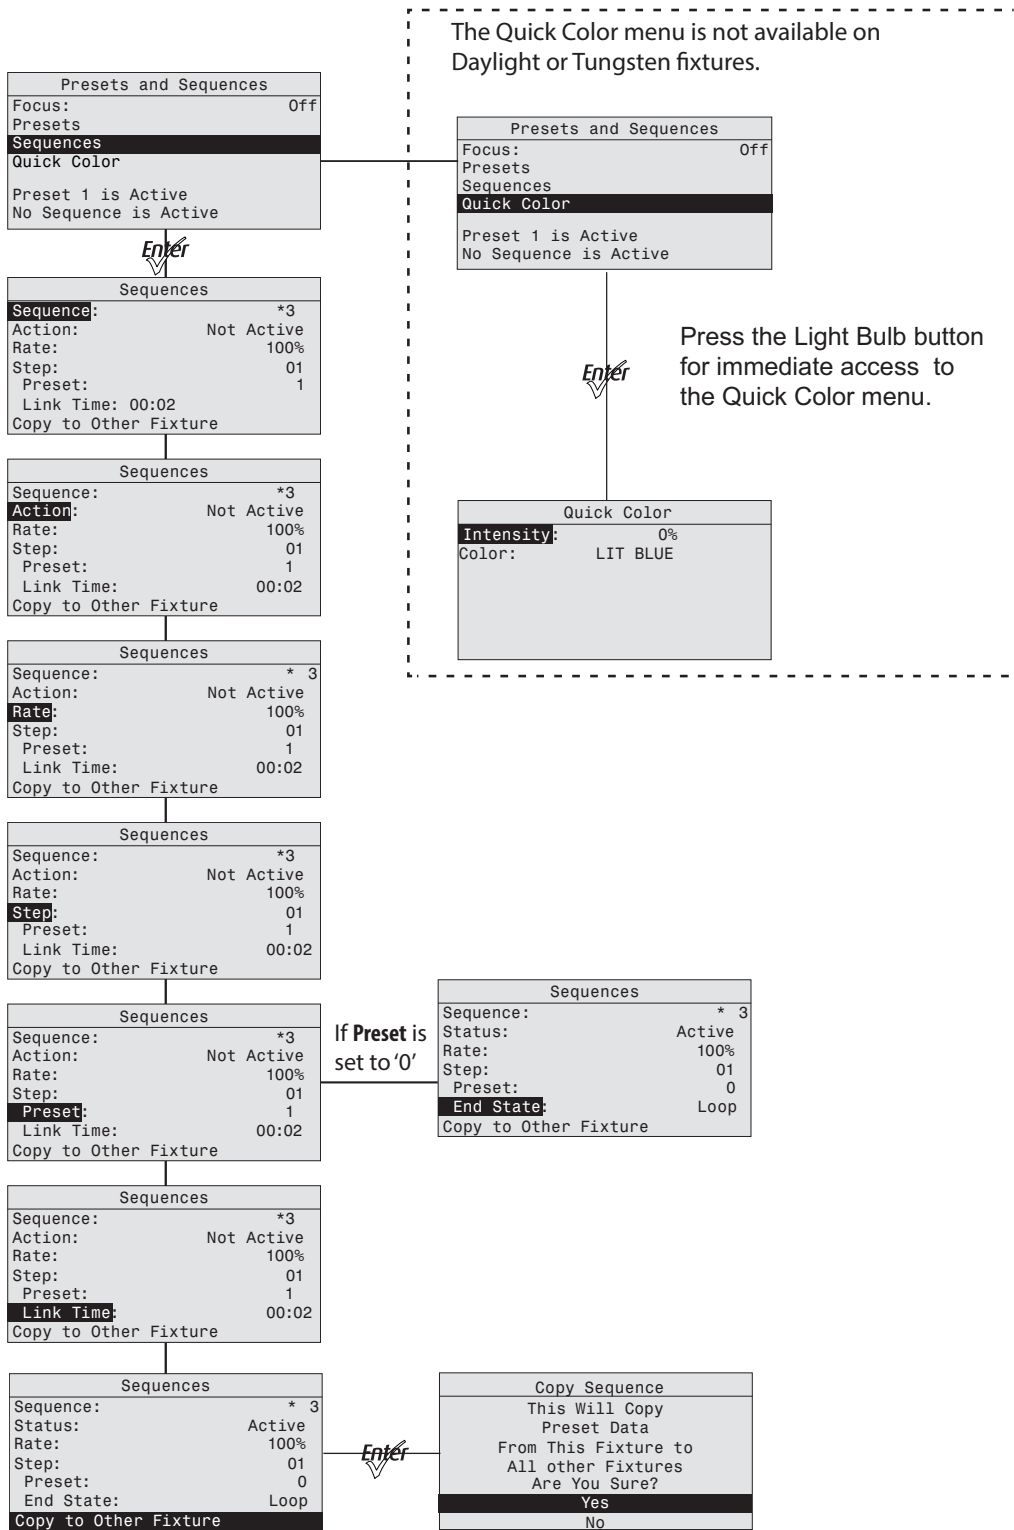 The Quick Color menu is not available on
Daylight or Tungsten fixtures.
Presets and Sequences
Focus: Off
Presets
Sequences
Quick Color
Preset 1 is Active
No Sequence is Active
Enter
Presets and Sequences
Focus: Off
Presets
Sequences
Quick Color
Preset 1 is Active
No Sequence is Active
Enter
Press the Light Bulb button
for immediate access to
the Quick Color menu.
Quick Color
Intensity: 0%
Color: LIT BLUE
Sequences
Sequence: *3
Action: Not Active
Rate: 100%
Step: 01
Preset: 1
Link Time: 00:02
Copy to Other Fixture
Sequences
Sequence: *3
Action: Not Active
Rate: 100%
Step: 01
Preset: 1
Link Time: 00:02
Copy to Other Fixture
Sequences
Sequence: * 3
Action: Not Active
Rate: 100%
Step: 01
Preset: 1
Link Time: 00:02
Copy to Other Fixture
Sequences
Sequence: *3
Action: Not Active
Rate: 100%
Step: 01
Preset: 1
Link Time: 00:02
Copy to Other Fixture
Sequences
Sequence: *3
Action: Not Active
Rate: 100%
Step: 01
Preset: 1
Link Time: 00:02
Copy to Other Fixture
If Preset is
set to ‘0’
Sequences
Sequence: * 3
Status: Active
Rate: 100%
Step: 01
Preset: 0
End State: Loop
Copy to Other Fixture
Sequences
Sequence: *3
Action: Not Active
Rate: 100%
Step: 01
Preset: 1
Link Time: 00:02
Copy to Other Fixture
Sequences
Sequence: * 3
Status: Active
Rate: 100%
Step: 01
Preset: 0
End State: Loop
Copy to Other Fixture
Enter
Copy Sequence
This Will Copy
Preset Data
From This Fixture to
All other Fixtures
Are You Sure?
Yes
No